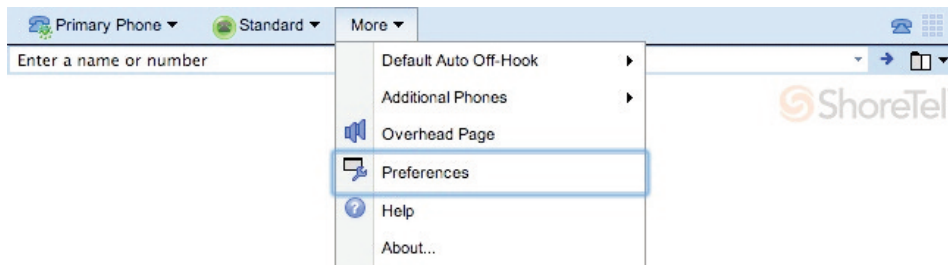 Primary Phone Standard More
Enter a name or number
Default Auto Off-Hook
Additional Phones
ShoreTel
Overhead Page
Preferences
Help
About...